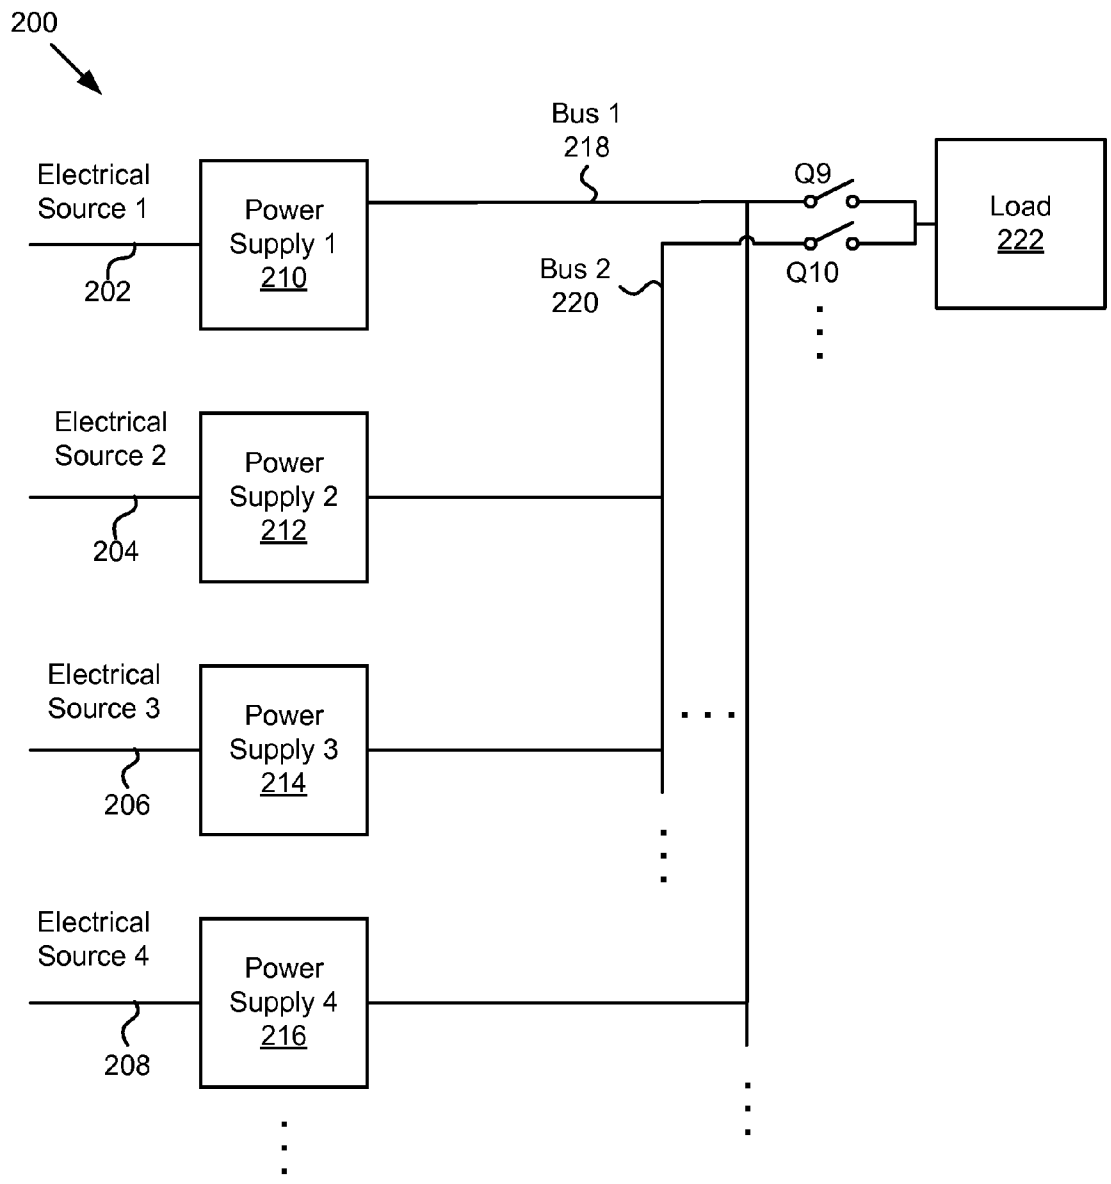 200
Bus 1
218
Electrical
Source 1
202
Power
Supply 1
210
Q9
Q10
Load
222
Bus 2
220
Electrical
Source 2
204
Power
Supply 2
212
Electrical
Source 3
206
Power
Supply 3
214
Electrical
Source 4
208
Power
Supply 4
216